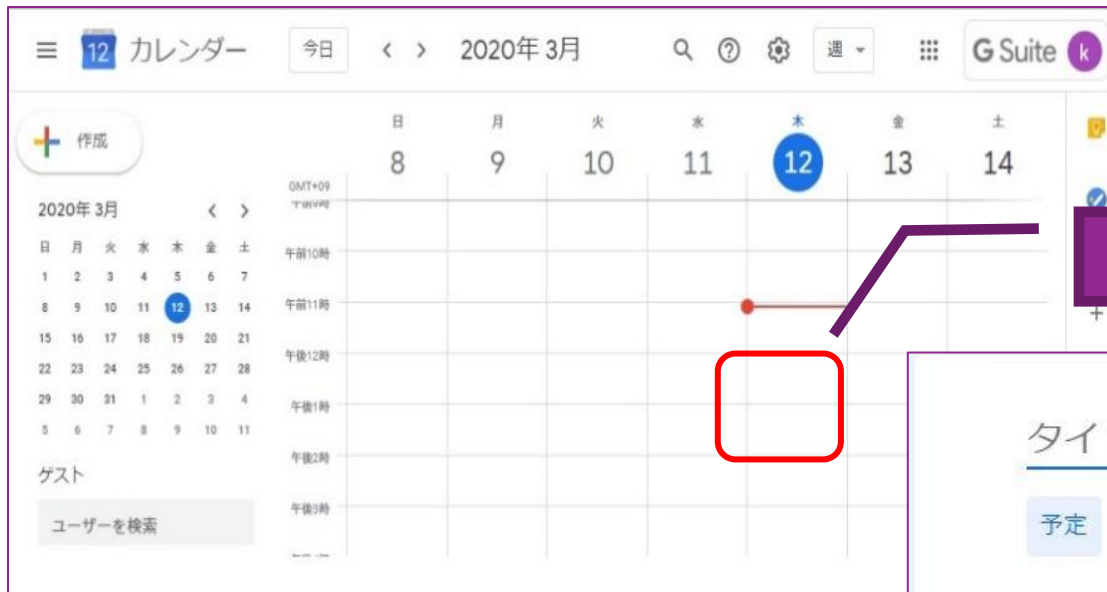 12 カレンダー 今日 < > 2020年 3月 週 G Suite k
作成
日 月 火 水 木 金 土
8 9 10 11 12 13 14
GMT+09
2020年 3月 < >
日 月 火 水 木 金 土
1 2 3 4 5 6 7
8 9 10 11 12 13 14
15 16 17 18 19 20 21
22 23 24 25 26 27 28
29 30 31 1 2 3 4
5 6 7 8 9 10 11
ゲスト
ユーザーを検索
午前10時
午前11時
午後12時
午後1時
午後2時
午後3時
タイ
予定